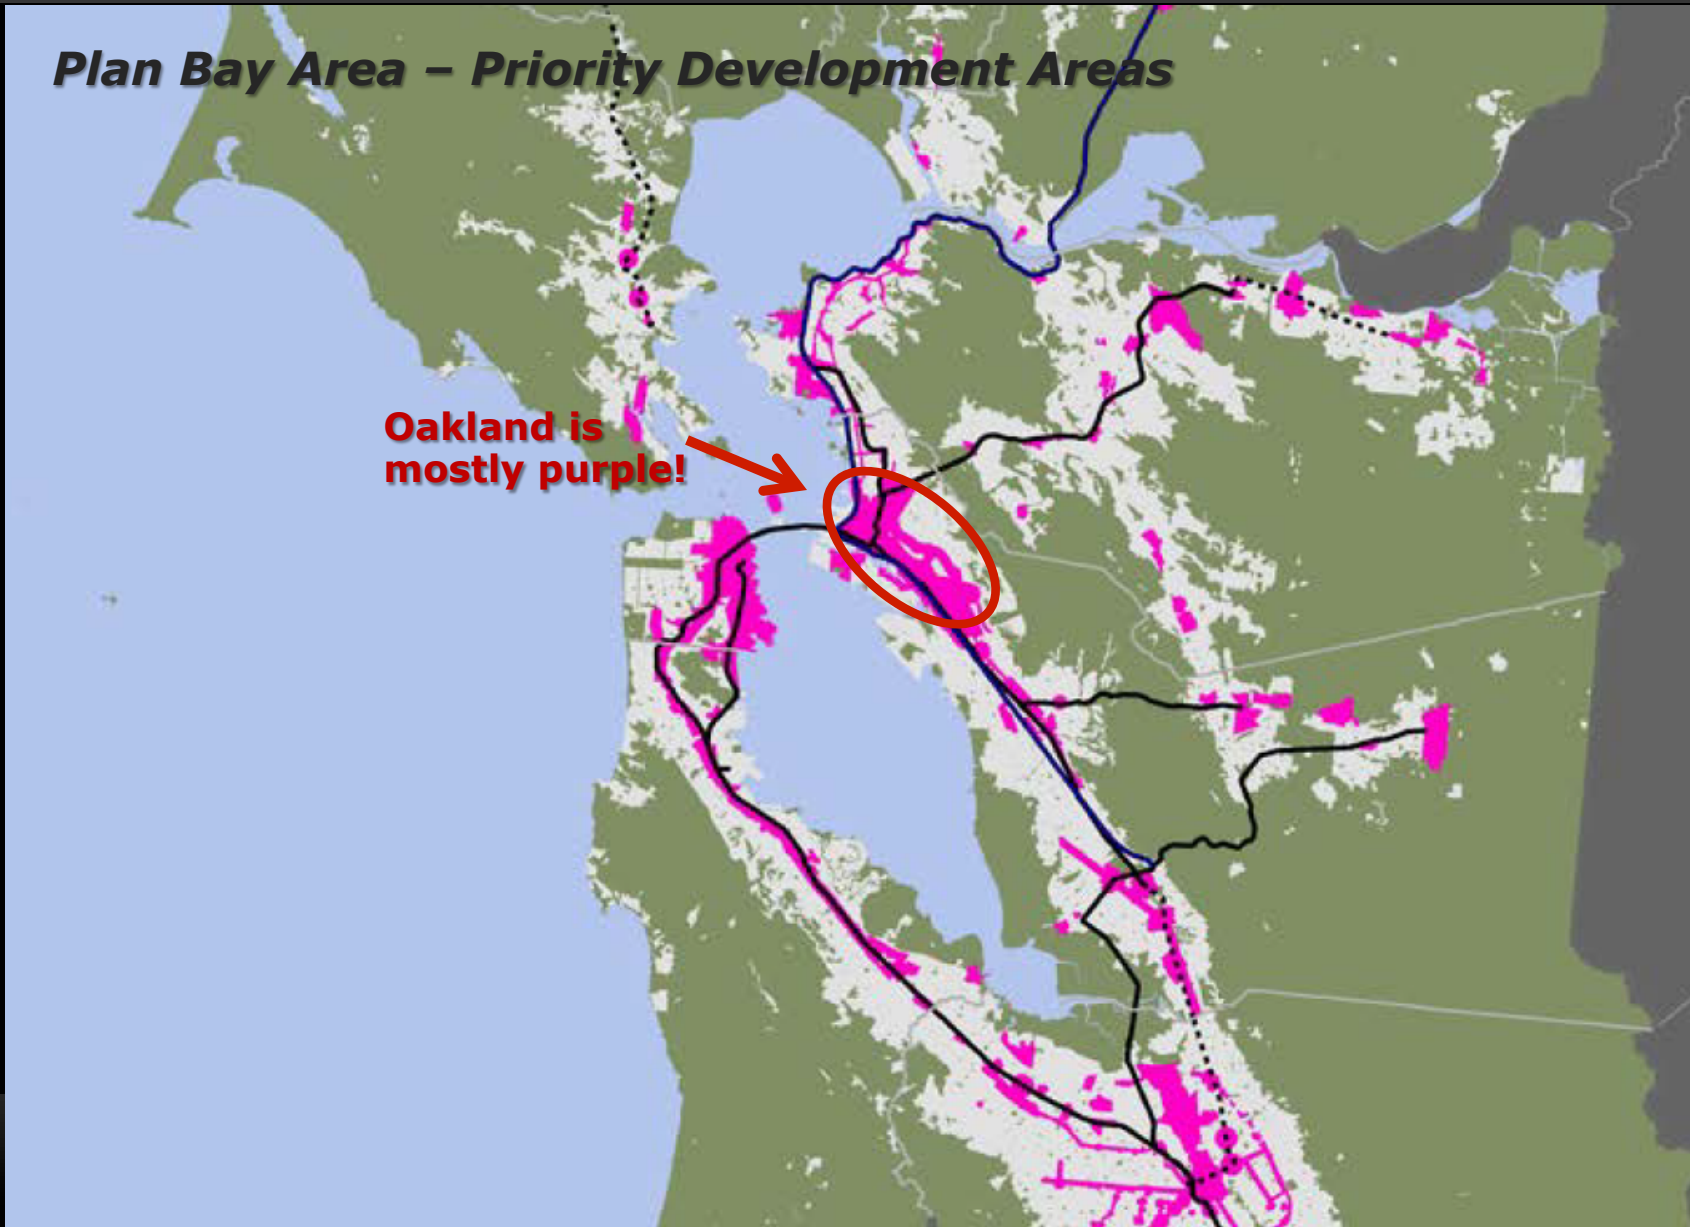 Plan Bay Area – Priority Development Areas
Oakland is
mostly purple!